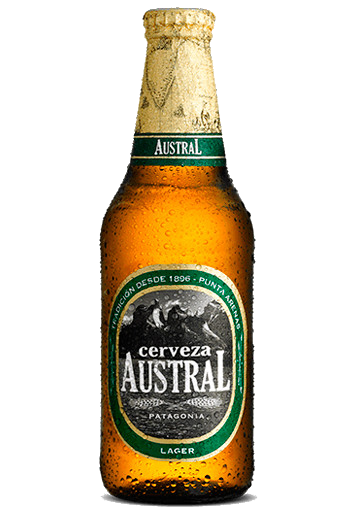 AUSTRAL
TRADICIÓN DESDE 1896 - PUNTA ARENAS
cerveza
AUSTRAL
PATAGONIA
LAGER